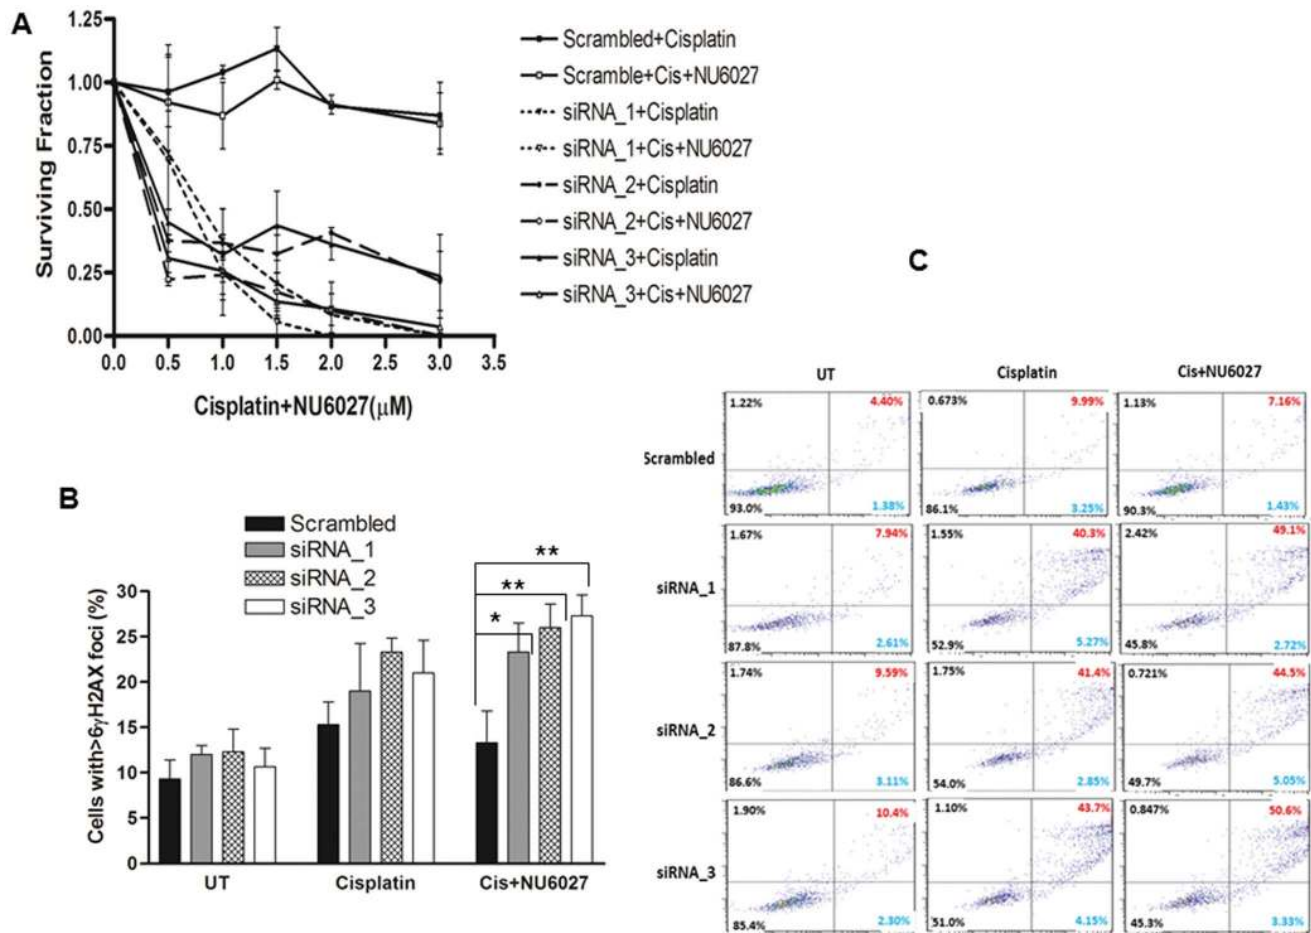 A
1.25
1.00
0.75
0.50
0.25
0.00
Surviving Fraction
0.0 0.5 1.0 1.5 2.0 2.5 3.0 3.5
Cisplatin+NU6027(µM)
Scrambled+Cisplatin
Scramble+Cis+NU6027
siRNA_1+Cisplatin
siRNA_1+Cis+NU6027
siRNA_2+Cisplatin
siRNA_2+Cis+NU6027
siRNA_3+Cisplatin
siRNA_3+Cis+NU6027
B
Scrambled
siRNA_1
siRNA_2
siRNA_3
Cells with>6γH2AX foci (%)
30
25
20
15
10
5
0
*
**
**
UT Cisplatin Cis+NU6027
C
UT Cisplatin Cis+NU6027
Scrambled
1.22% 4.40% 0.673% 9.99% 1.13% 7.16%
93.0% 1.38% 86.1% 3.25% 90.3% 1.43%
siRNA_1
1.67% 7.94% 1.55% 40.3% 2.42% 49.1%
87.8% 2.61% 52.9% 5.27% 45.8% 2.72%
siRNA_2
1.74% 9.59% 1.75% 41.4% 0.721% 44.5%
86.6% 3.11% 54.0% 2.85% 49.7% 5.05%
siRNA_3
1.90% 10.4% 1.10% 43.7% 0.847% 50.6%
85.4% 2.30% 51.0% 4.15% 45.3% 3.33%